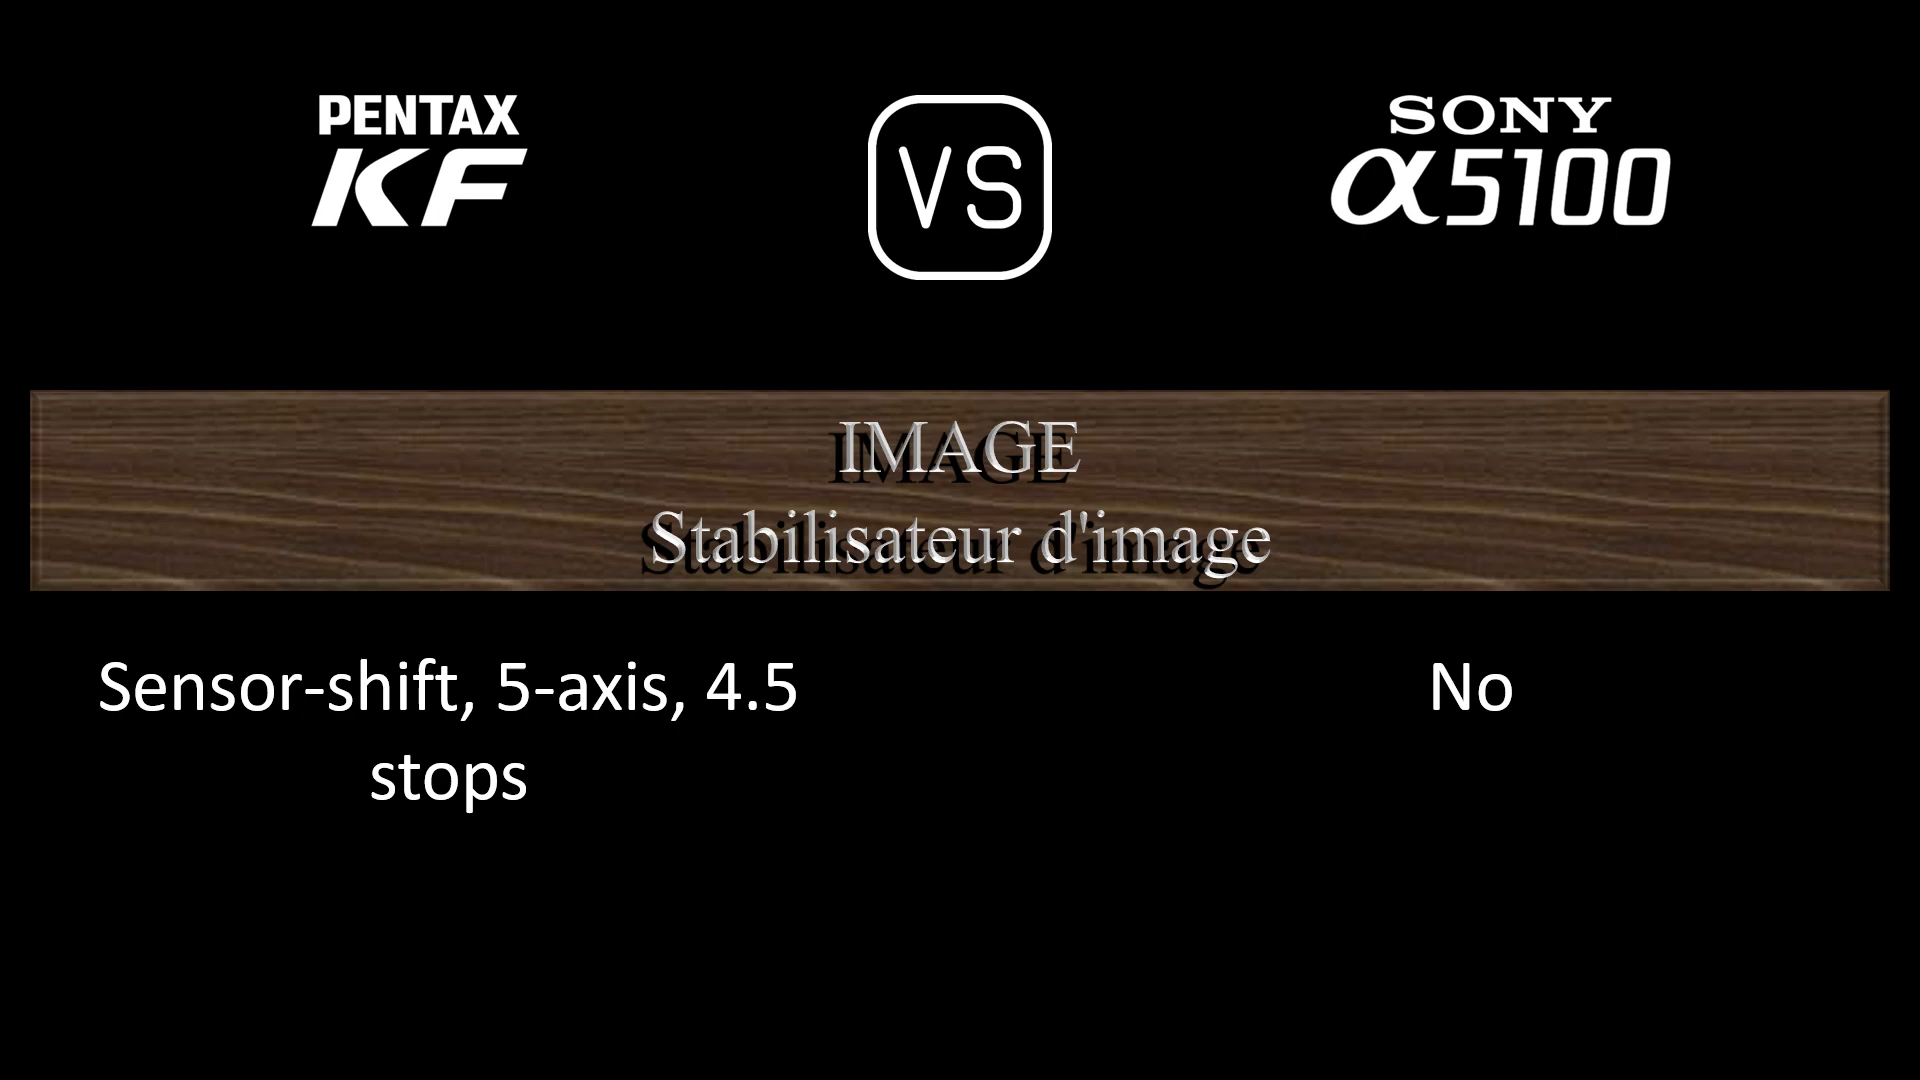 PENTAX
KF
VS
SONY
α5100
IMAGE
Stabilisateur d'image
Sensor-shift, 5-axis, 4.5
stops
No